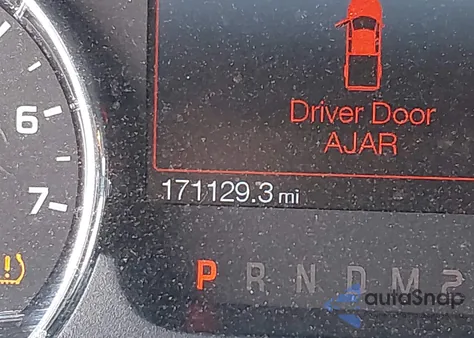 Driver Door
AJAR
6
7
171129.3 mi
P R N D M
autoSnap